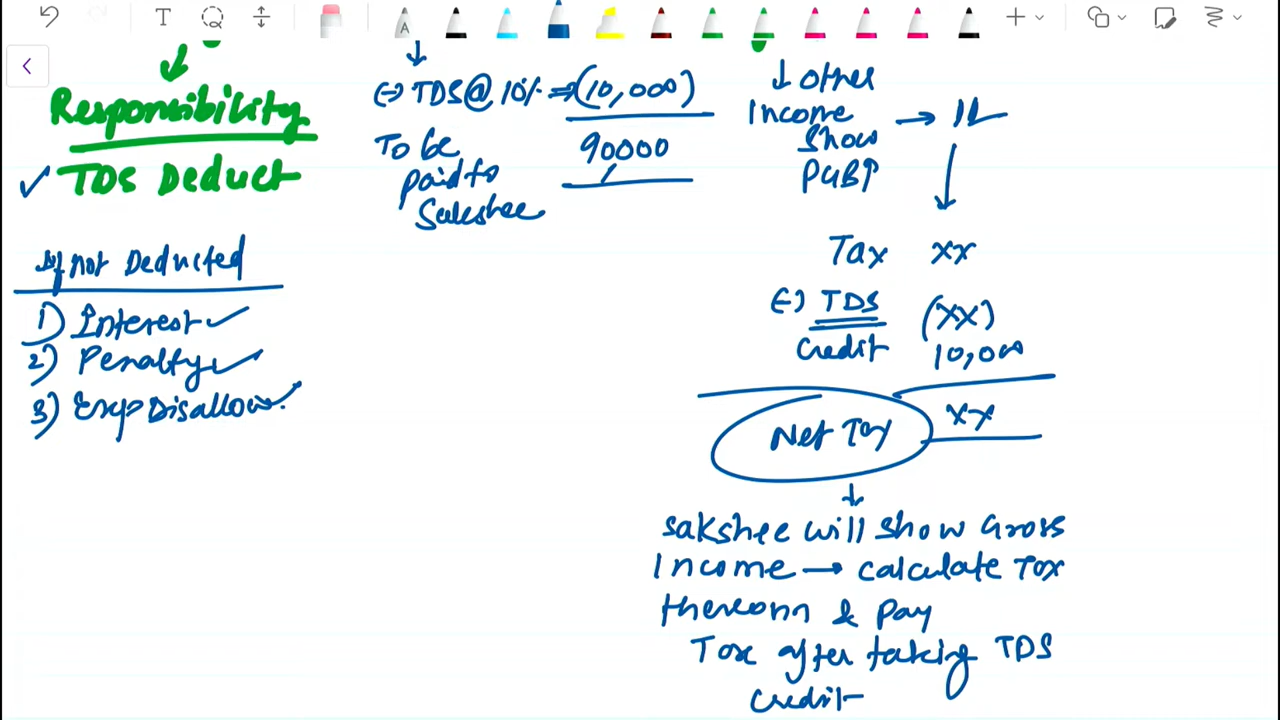 Responsibility
TDS Deduct
If not Deducted
1) Interest
2) Penalty
3) Exp Disallow.
(-) TDS@ 10% ⇒ (10,000)
To be 90000
paid to
Sakshee
Other
Income → 1L
Show
PGBP
Tax xx
(-) TDS (xx)
Credit 10,000
Net Tax xx
sakshee will show Gross
Income → calculate Tax
thereonn & pay
Tax after taking TDS
credit